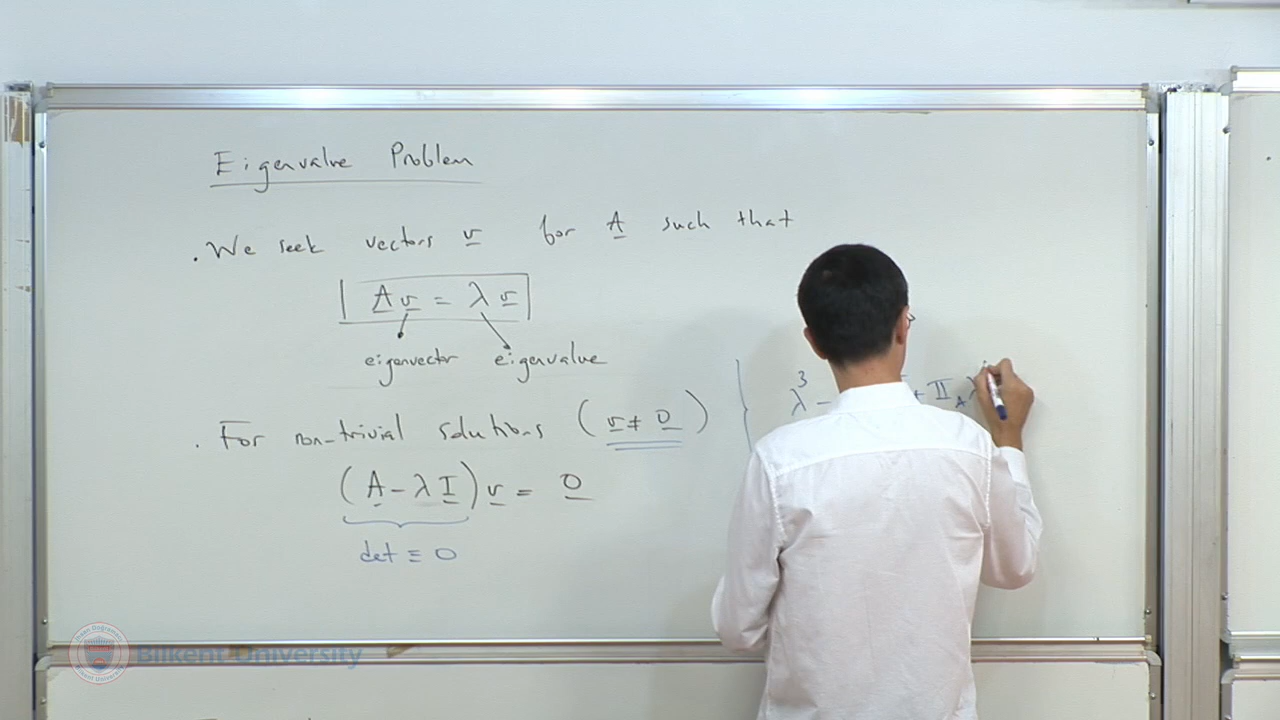 Eigenvalue Problem
. We seek vectors v for A such that
A v = λ v
eigenvector eigenvalue
. For non-trivial solutions (v ≠ 0)
λ³ − + II_A λ
(A − λ I) v = 0
det ≡ 0
Bilkent University